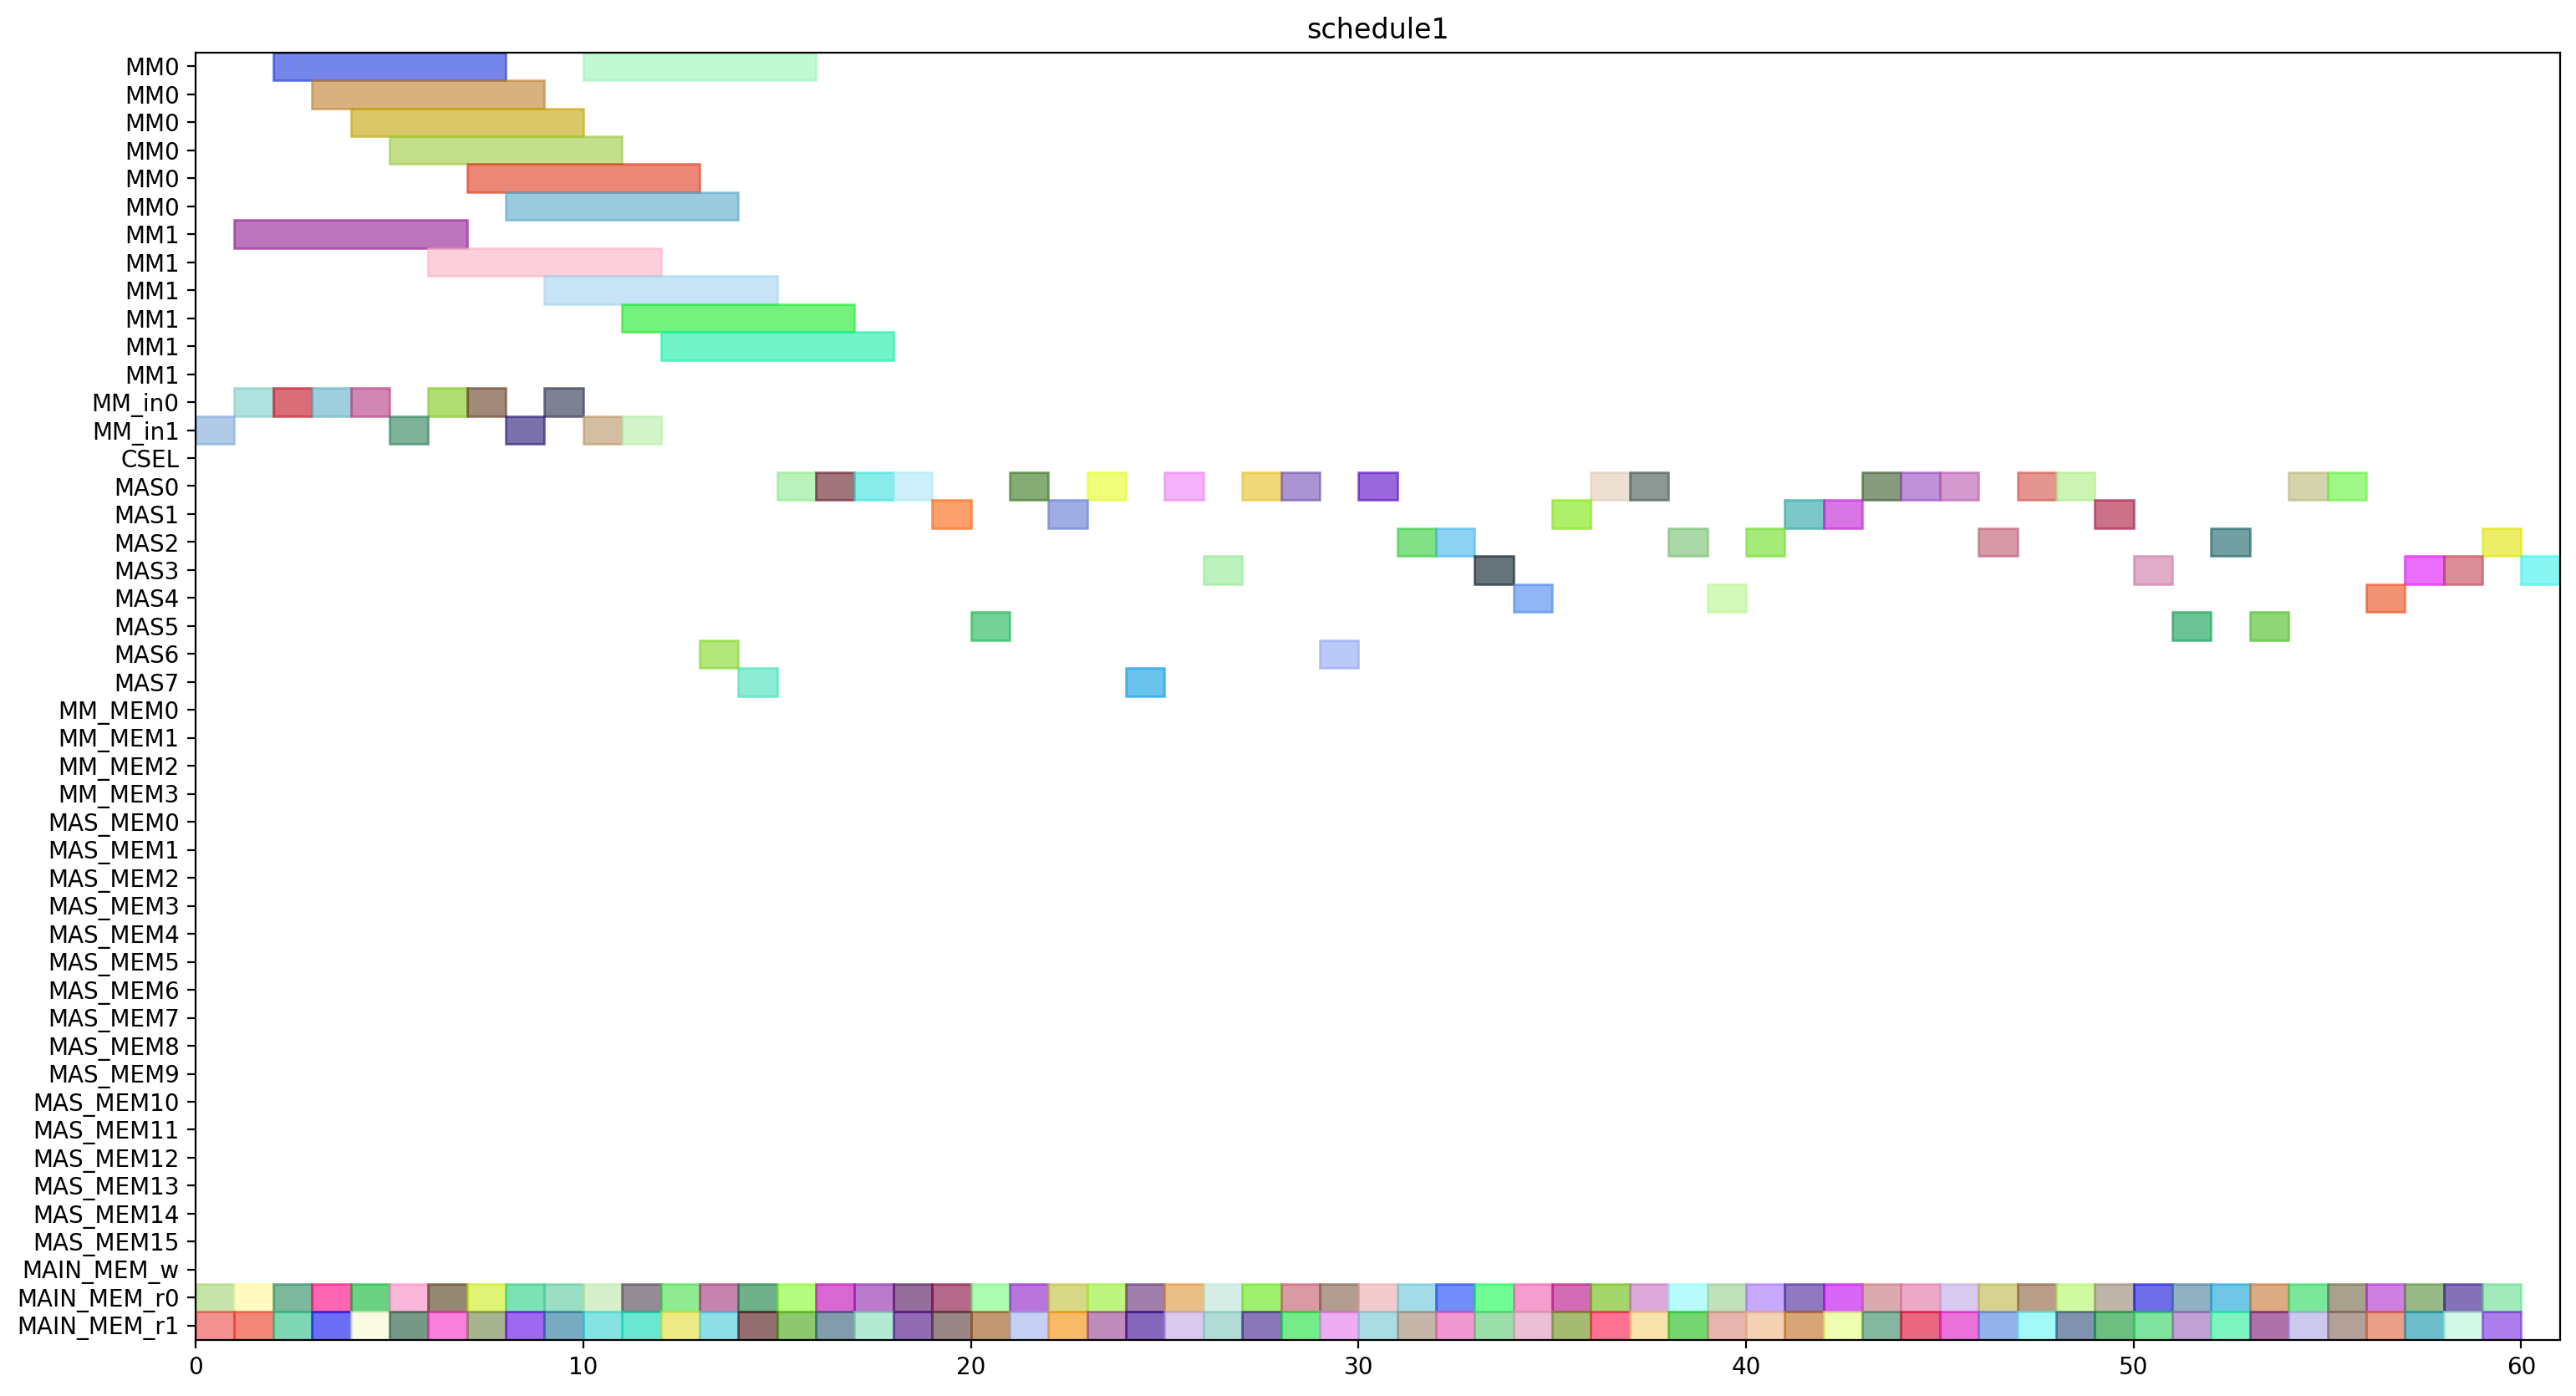 schedule1
MM0
MM0
MM0
MM0
MM0
MM0
MM1
MM1
MM1
MM1
MM1
MM1
MM_in0
MM_in1
CSEL
MAS0
MAS1
MAS2
MAS3
MAS4
MAS5
MAS6
MAS7
MM_MEM0
MM_MEM1
MM_MEM2
MM_MEM3
MAS_MEM0
MAS_MEM1
MAS_MEM2
MAS_MEM3
MAS_MEM4
MAS_MEM5
MAS_MEM6
MAS_MEM7
MAS_MEM8
MAS_MEM9
MAS_MEM10
MAS_MEM11
MAS_MEM12
MAS_MEM13
MAS_MEM14
MAS_MEM15
MAIN_MEM_w
MAIN_MEM_r0
MAIN_MEM_r1
0 10 20 30 40 50 60